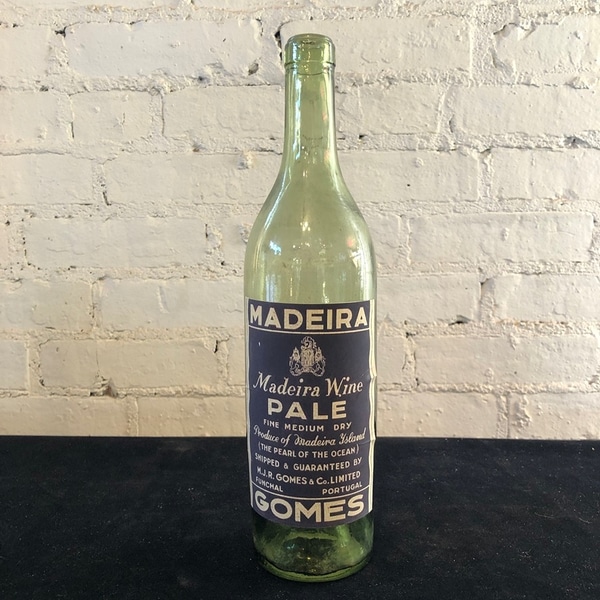 MADEIRA
Madeira Wine
PALE
FINE MEDIUM DRY
Produce of Madeira Island
(THE PEARL OF THE OCEAN)
SHIPPED & GUARANTEED BY
H.J.R. GOMES & Co. LIMITED
FUNCHAL PORTUGAL
GOMES